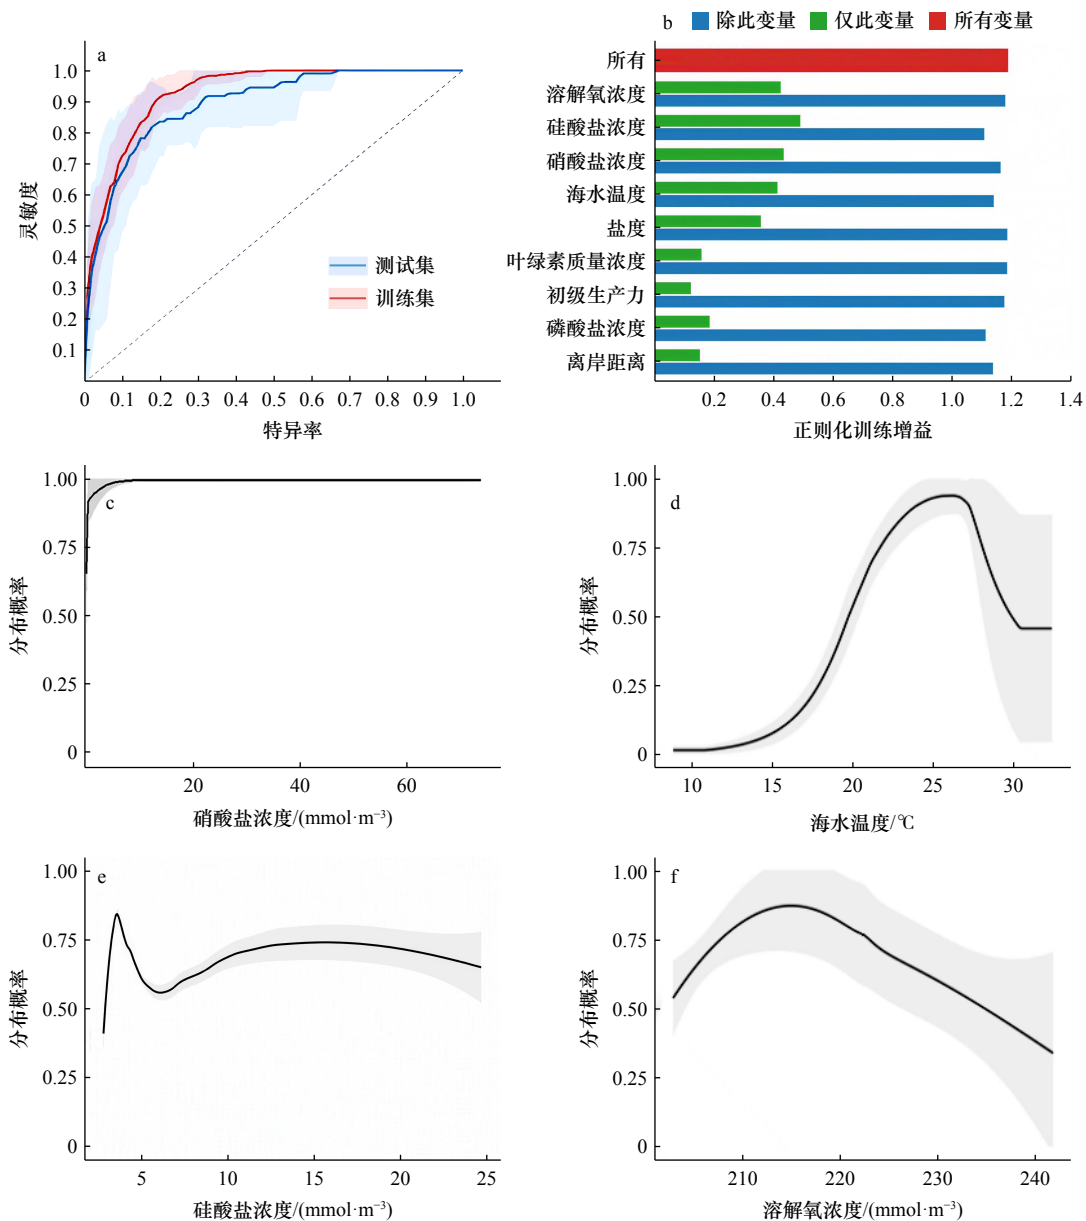 a
1.0
0.9
0.8
0.7
0.6
0.5
0.4
0.3
0.2
0.1
灵敏度
测试集
训练集
0 0.1 0.2 0.3 0.4 0.5 0.6 0.7 0.8 0.9 1.0
特异率
b 除此变量 仅此变量 所有变量
所有
溶解氧浓度
硅酸盐浓度
硝酸盐浓度
海水温度
盐度
叶绿素质量浓度
初级生产力
磷酸盐浓度
离岸距离
0.2 0.4 0.6 0.8 1.0 1.2 1.4
正则化训练增益
c
1.00
0.75
0.50
0.25
0
分布概率
20 40 60
硝酸盐浓度/(mmol·m⁻³)
d
1.00
0.75
0.50
0.25
0
分布概率
10 15 20 25 30
海水温度/℃
e
1.00
0.75
0.50
0.25
0
分布概率
5 10 15 20 25
硅酸盐浓度/(mmol·m⁻³)
f
1.00
0.75
0.50
0.25
0
分布概率
210 220 230 240
溶解氧浓度/(mmol·m⁻³)